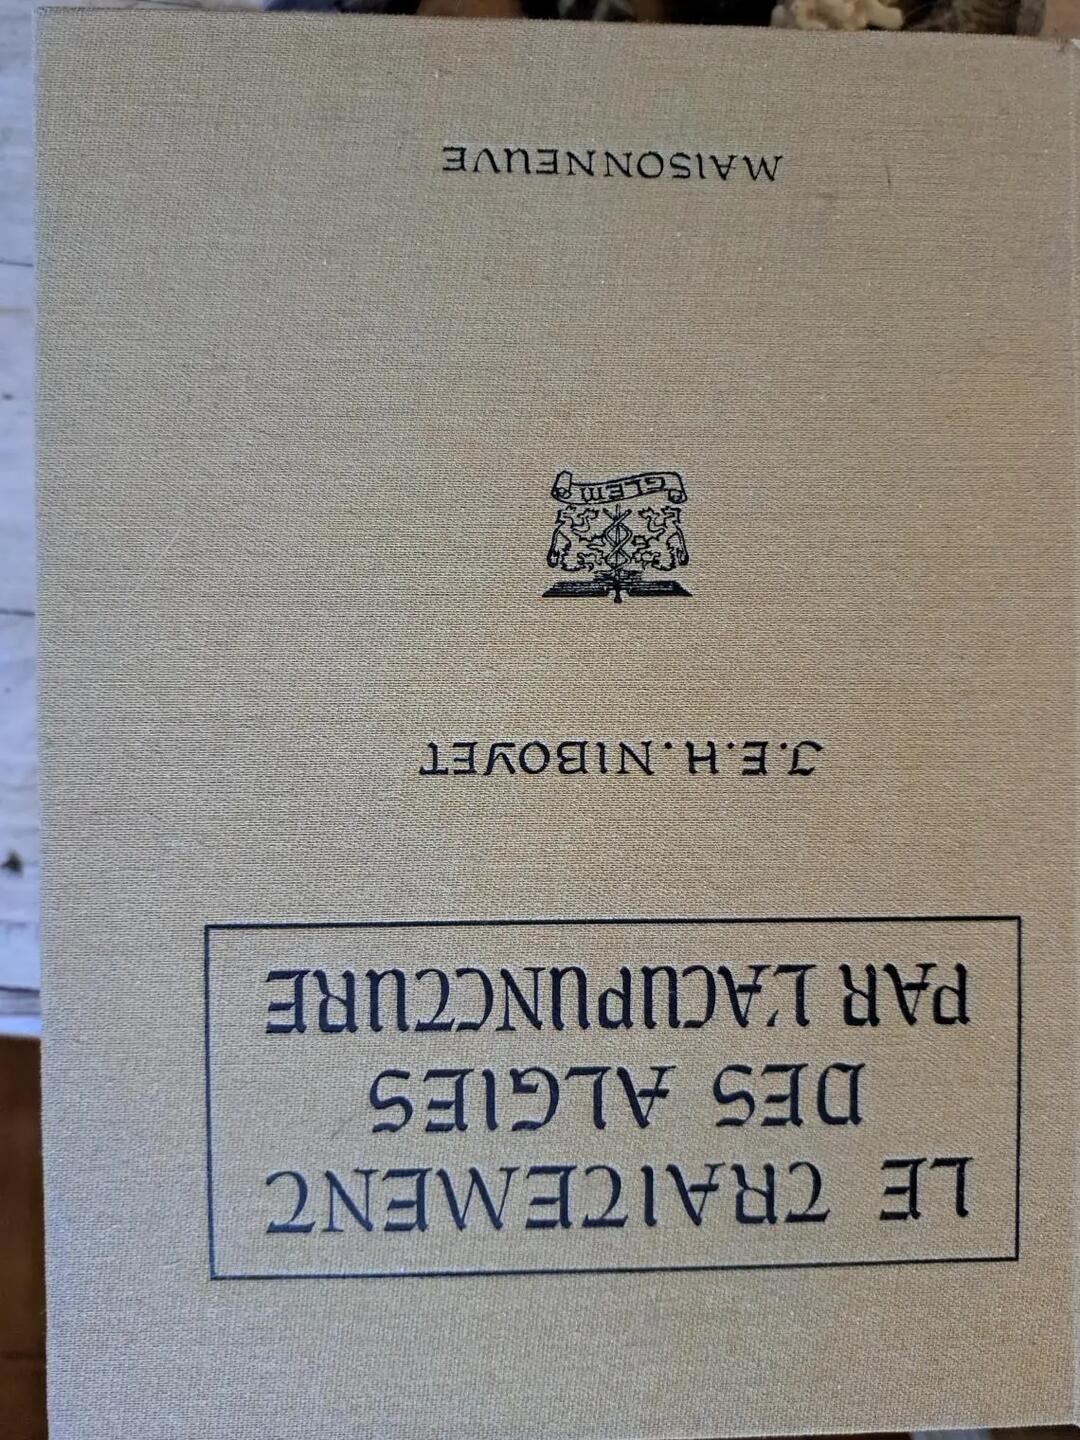 LE TRAITEMENT
DES ALGIES
PAR L'ACUPUNCTURE
J.E.H. NIBOYET
GLEM
MAISONNEUVE